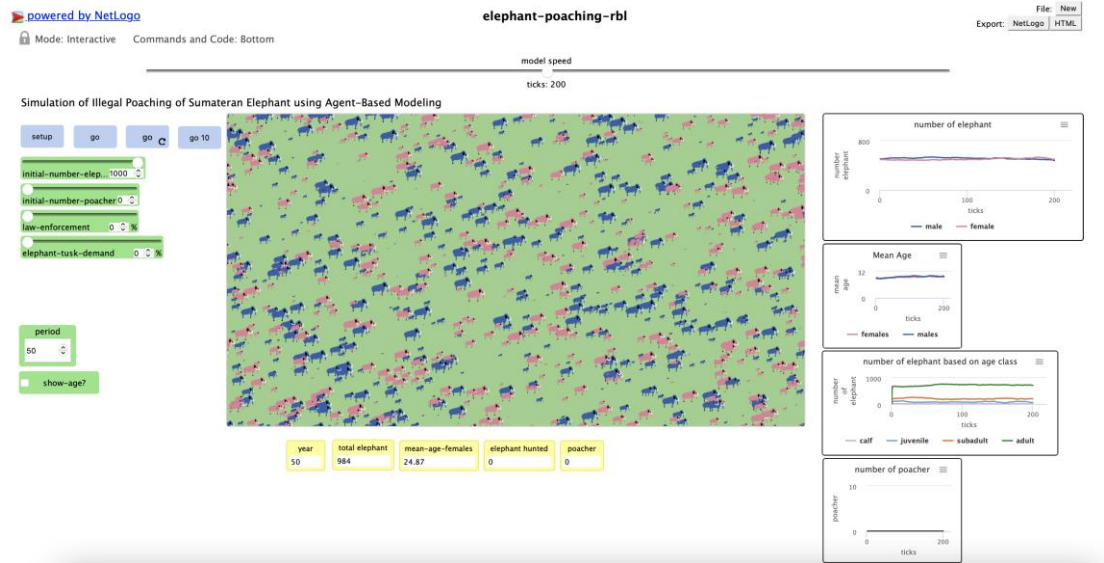 powered by NetLogo
elephant-poaching-rbl
File: New
Export: NetLogo HTML
Mode: Interactive Commands and Code: Bottom
model speed
ticks: 200
Simulation of Illegal Poaching of Sumateran Elephant using Agent-Based Modeling
setup go go go 10
initial-number-elep... 1000
initial-number-poacher 0
law-enforcement 0 %
elephant-tusk-demand 0 %
period
50
show-age?
year
50
total elephant
984
mean-age-females
24.87
elephant hunted
0
poacher
0
number of elephant
number
elephant
800
0
0 100 200
ticks
male female
Mean Age
mean
age
32
0
0 200
ticks
females males
number of elephant based on age class
number
of
elephant
1000
0
0 100 200
ticks
calf juvenile subadult adult
number of poacher
poacher
10
0
0 200
ticks